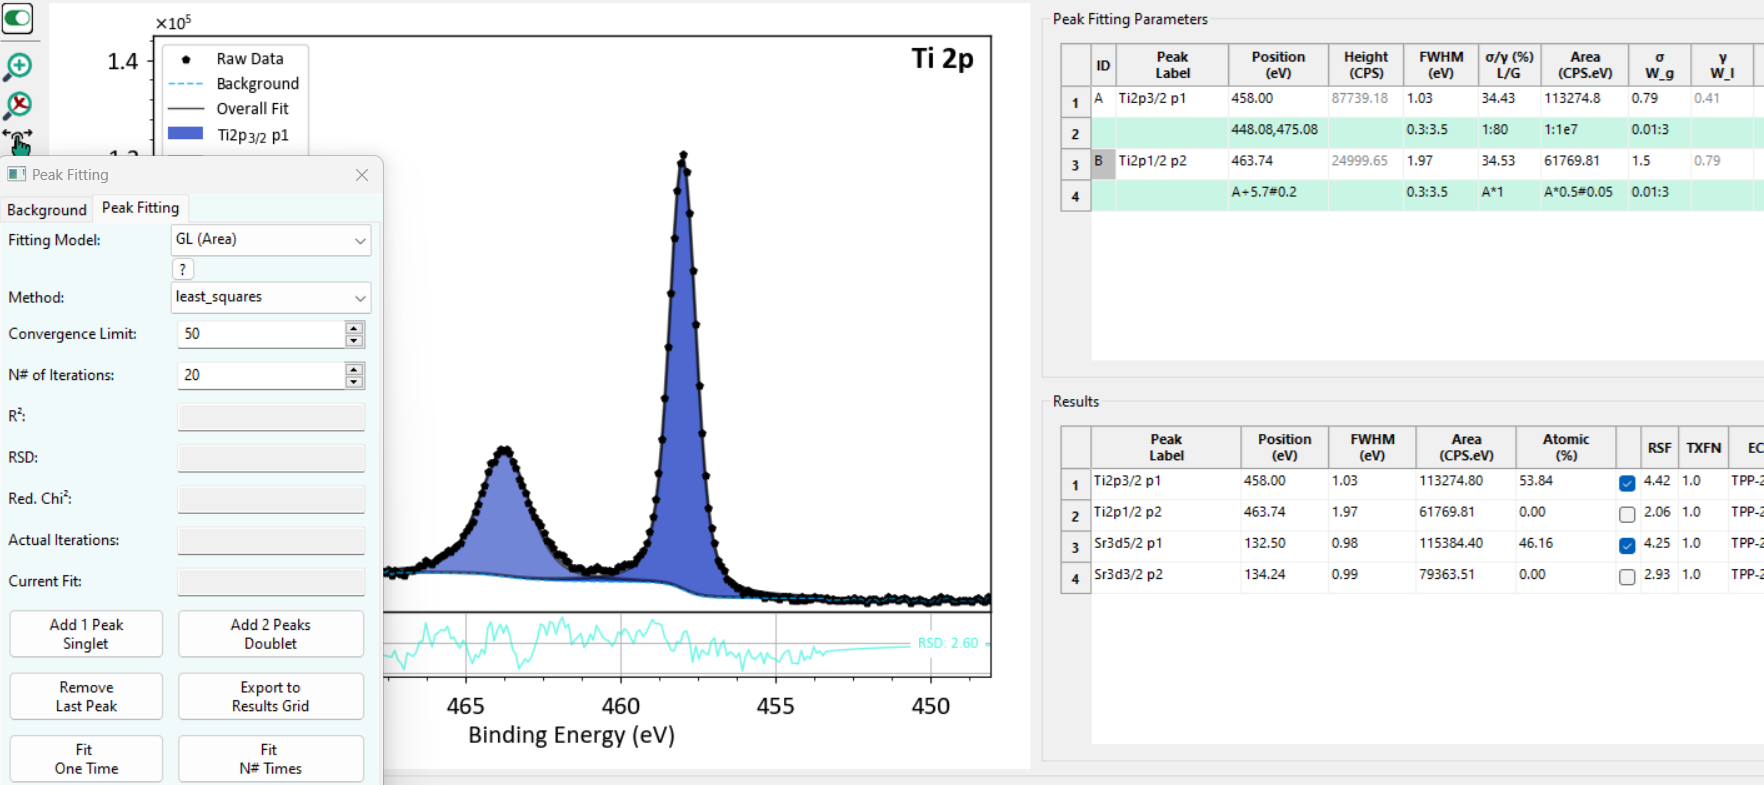 ×10⁵
1.4
Raw Data
Background
Overall Fit
Ti2p3/2 p1
Ti 2p
Peak Fitting
Background
Peak Fitting
Fitting Model:
GL (Area)
?
Method:
least_squares
Convergence Limit:
50
N# of Iterations:
20
R²:
RSD:
Red. Chi²:
Actual Iterations:
Current Fit:
Add 1 Peak
Singlet
Add 2 Peaks
Doublet
Remove
Last Peak
Export to
Results Grid
Fit
One Time
Fit
N# Times
RSD: 2.60
465 460 455 450
Binding Energy (eV)
Peak Fitting Parameters
ID Peak Label Position (eV) Height (CPS) FWHM (eV) σ/γ (%) L/G Area (CPS.eV) σ W_g γ W_l
1 A Ti2p3/2 p1 458.00 87739.18 1.03 34.43 113274.8 0.79 0.41
2 448.08,475.08 0.3:3.5 1:80 1:1e7 0.01:3
3 B Ti2p1/2 p2 463.74 24999.65 1.97 34.53 61769.81 1.5 0.79
4 A+5.7#0.2 0.3:3.5 A*1 A*0.5#0.05 0.01:3
Results
Peak Label Position (eV) FWHM (eV) Area (CPS.eV) Atomic (%) RSF TXFN EC
1 Ti2p3/2 p1 458.00 1.03 113274.80 53.84 4.42 1.0 TPP-2
2 Ti2p1/2 p2 463.74 1.97 61769.81 0.00 2.06 1.0 TPP-2
3 Sr3d5/2 p1 132.50 0.98 115384.40 46.16 4.25 1.0 TPP-2
4 Sr3d3/2 p2 134.24 0.99 79363.51 0.00 2.93 1.0 TPP-2